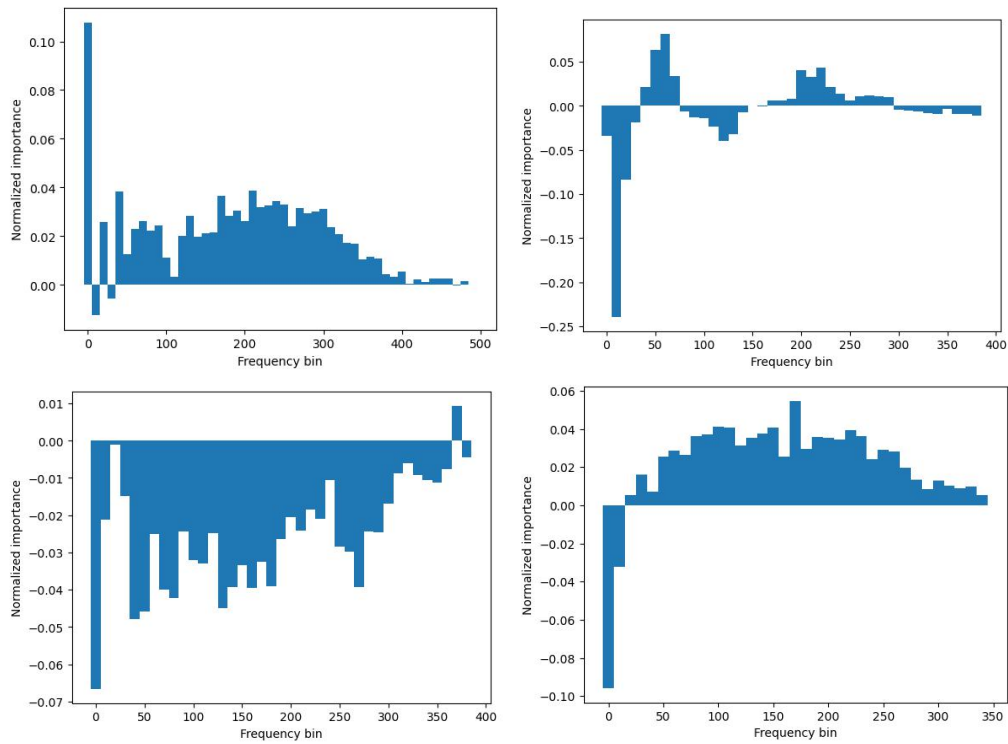 0.10
0.08
0.06
0.04
0.02
0.00
Normalized importance
0 100 200 300 400 500
Frequency bin
0.05
0.00
−0.05
−0.10
−0.15
−0.20
−0.25
Normalized importance
0 50 100 150 200 250 300 350 400
Frequency bin
0.01
0.00
−0.01
−0.02
−0.03
−0.04
−0.05
−0.06
−0.07
Normalized importance
0 50 100 150 200 250 300 350 400
Frequency bin
0.06
0.04
0.02
0.00
−0.02
−0.04
−0.06
−0.08
−0.10
Normalized importance
0 50 100 150 200 250 300 350
Frequency bin